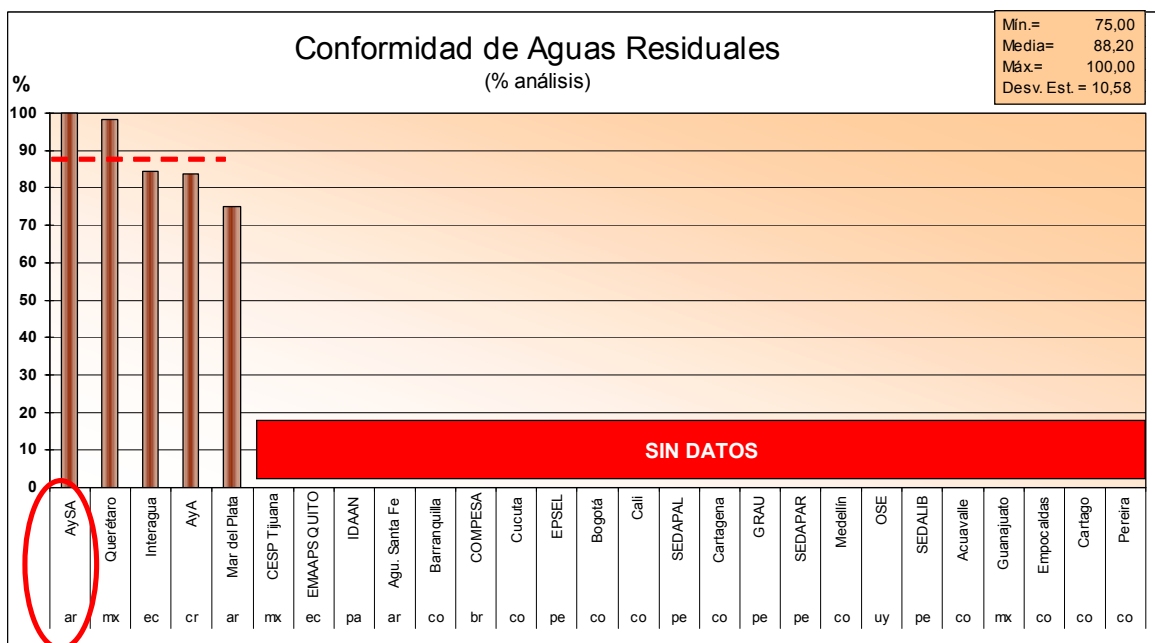 Conformidad de Aguas Residuales
(% análisis)
Mín.= 75,00
Media= 88,20
Máx.= 100,00
Desv. Est. = 10,58
%
100
90
80
70
60
50
40
30
20
10
0
SIN DATOS
AySA
Querétaro
Interagua
AyA
Mar del Plata
CESP Tijuana
EMAAPS QUITO
IDAAN
Agu. Santa Fe
Barranquilla
COMPESA
Cucuta
EPSEL
Bogotá
Cali
SEDAPAL
Cartagena
GRAU
SEDAPAR
Medellín
OSE
SEDALIB
Acuavalle
Guanajuato
Empocaldas
Cartago
Pereira
ar mx ec cr ar mx ec pa ar co br co pe co co pe co pe pe co uy pe co mx co co co